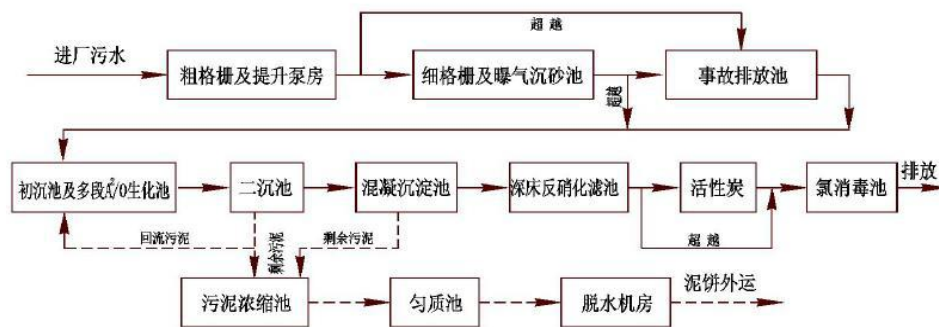 超越
进厂污水
粗格栅及提升泵房
细格栅及曝气沉砂池
超越
事故排放池
初沉池及多段A²/O生化池
二沉池
混凝沉淀池
深床反硝化滤池
活性炭
氯消毒池
排放
回流污泥
剩余污泥
剩余污泥
超越
污泥浓缩池
匀质池
脱水机房
泥饼外运